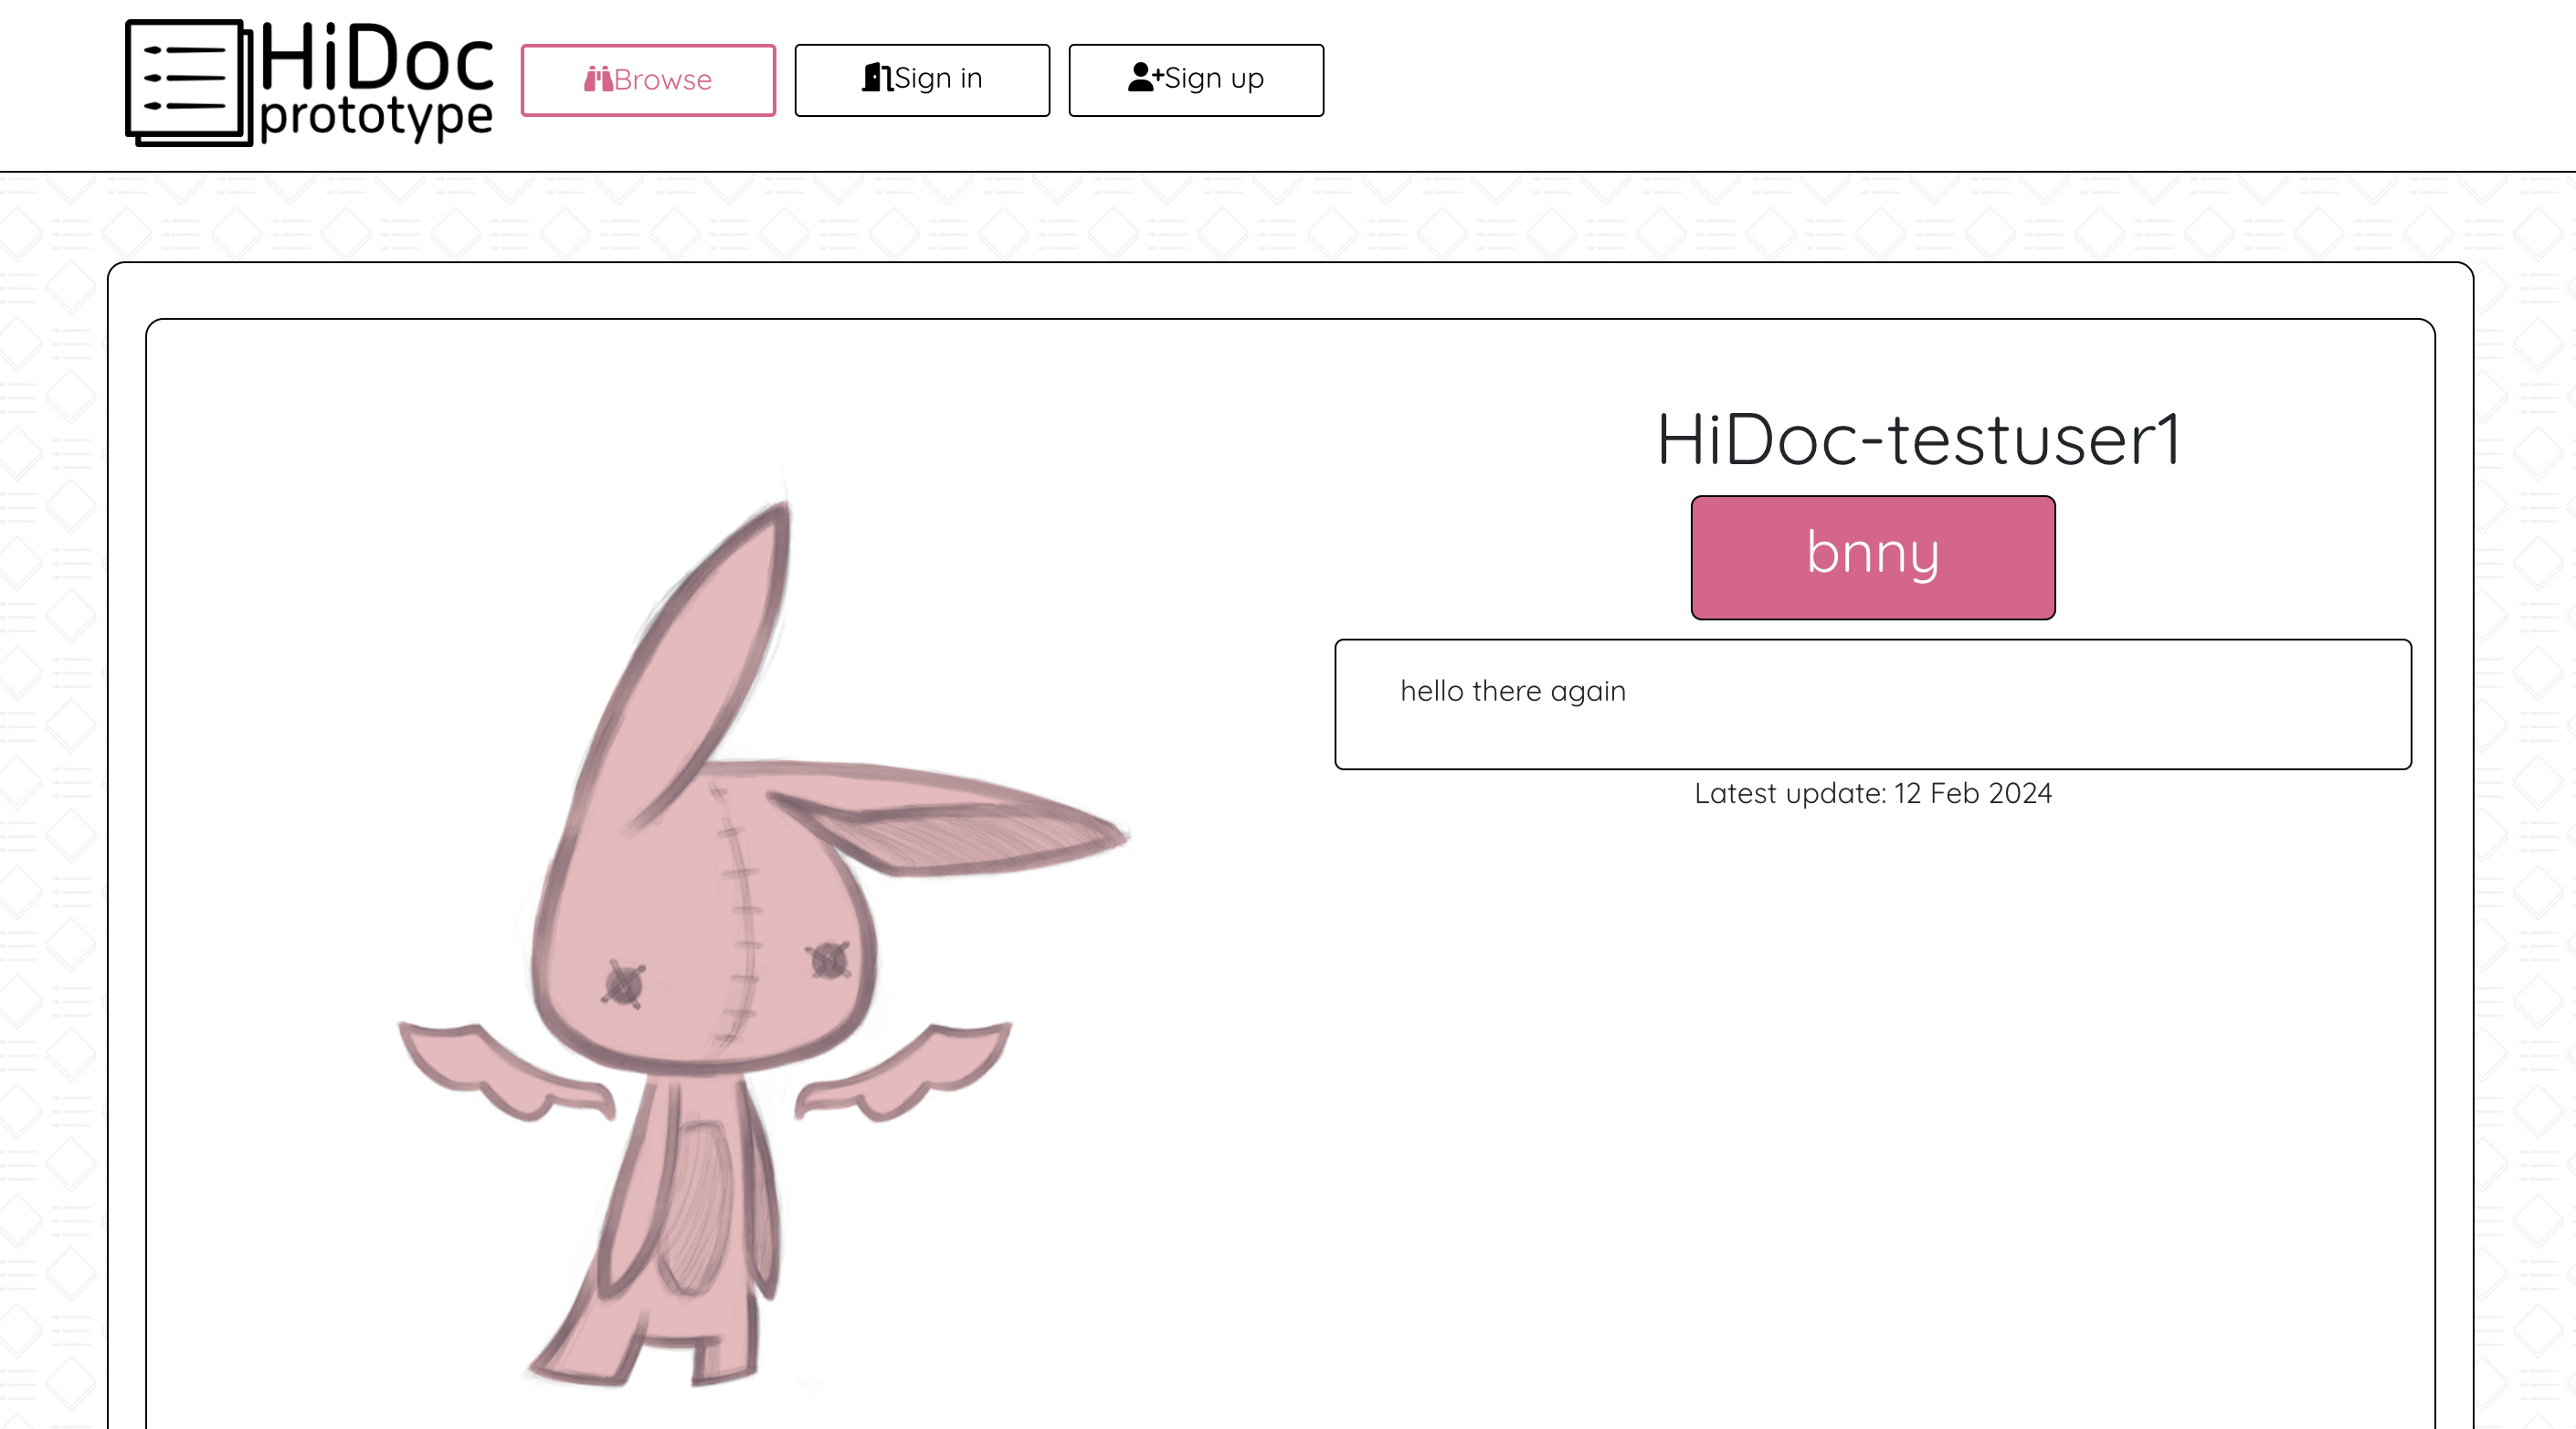 HiDoc
prototype
Browse
Sign in
Sign up
HiDoc-testuser1
bnny
hello there again
Latest update: 12 Feb 2024